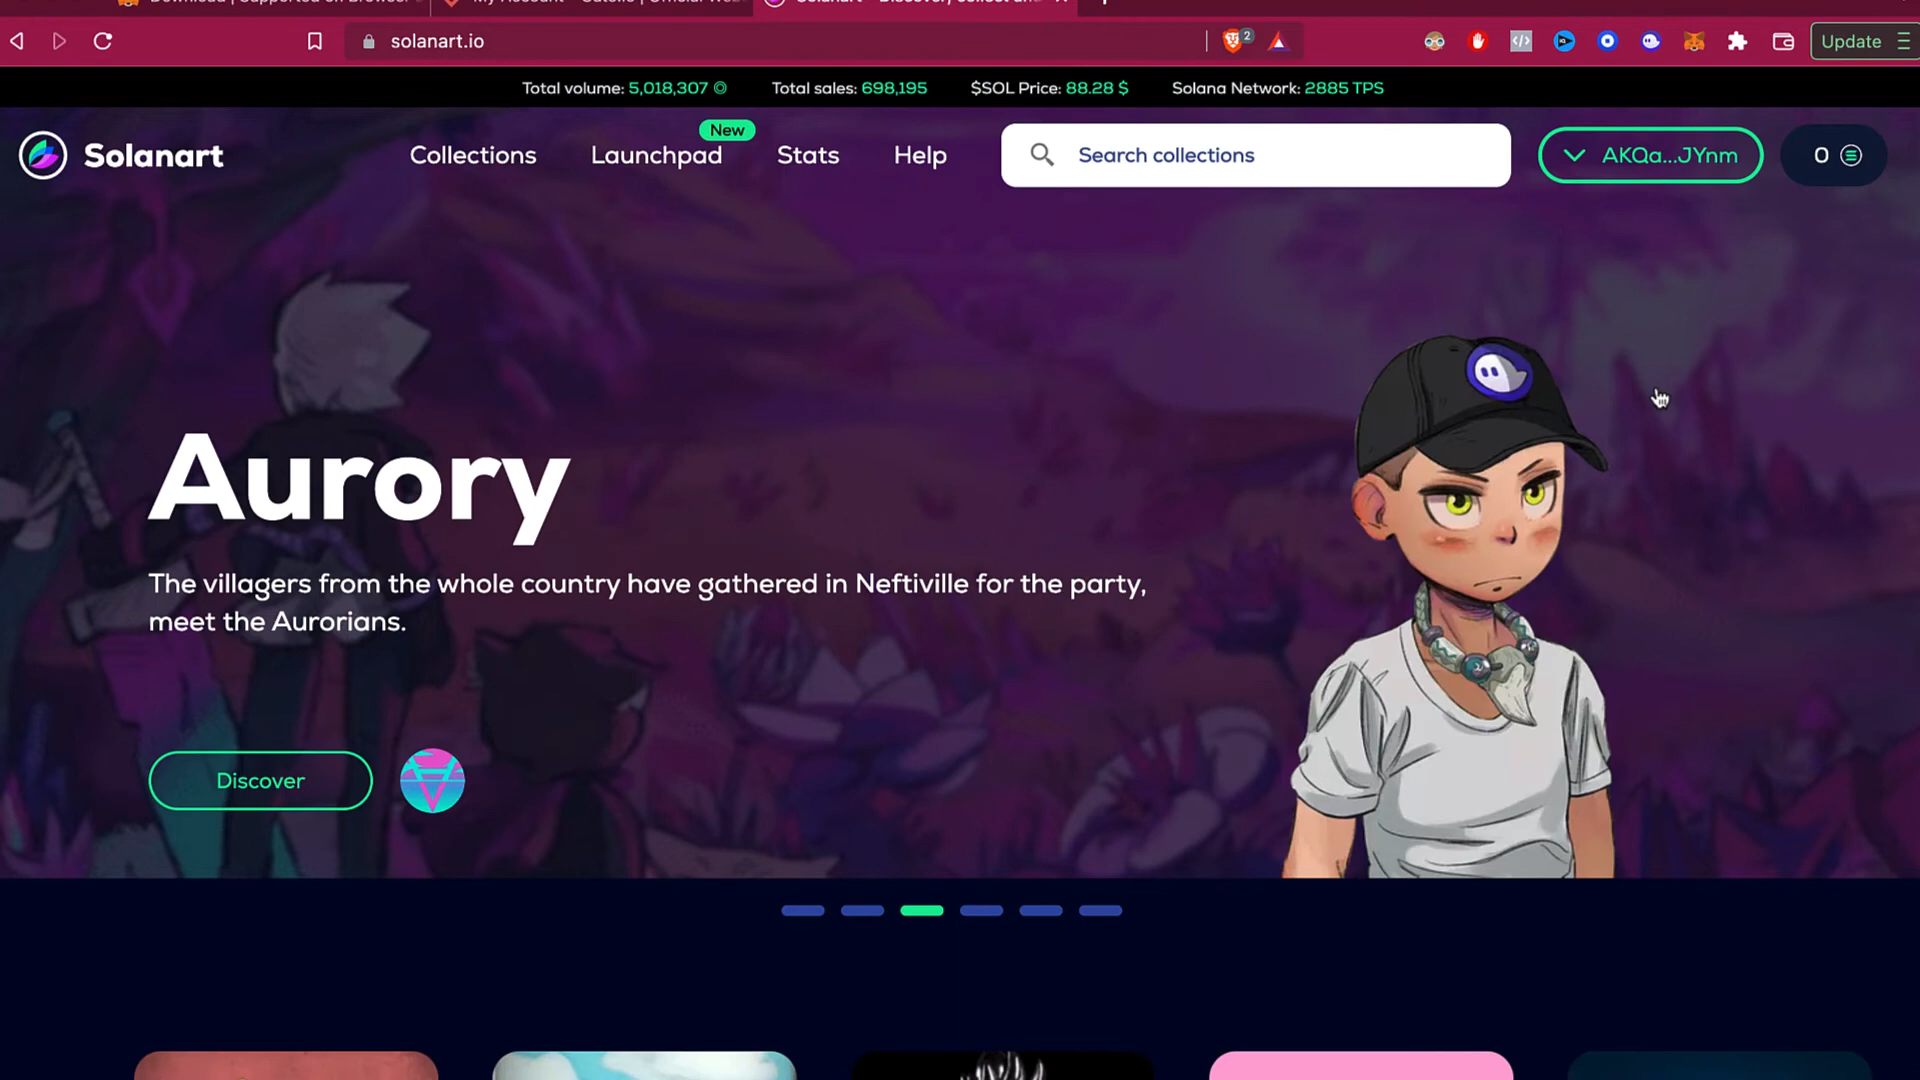 solanart.io
2
Update
Total volume: 5,018,307
Total sales: 698,195
$SOL Price: 88.28 $
Solana Network: 2885 TPS
Solanart
Collections
Launchpad
New
Stats
Help
Search collections
AKQa...JYnm
0
Aurory
The villagers from the whole country have gathered in Neftiville for the party,
meet the Aurorians.
Discover